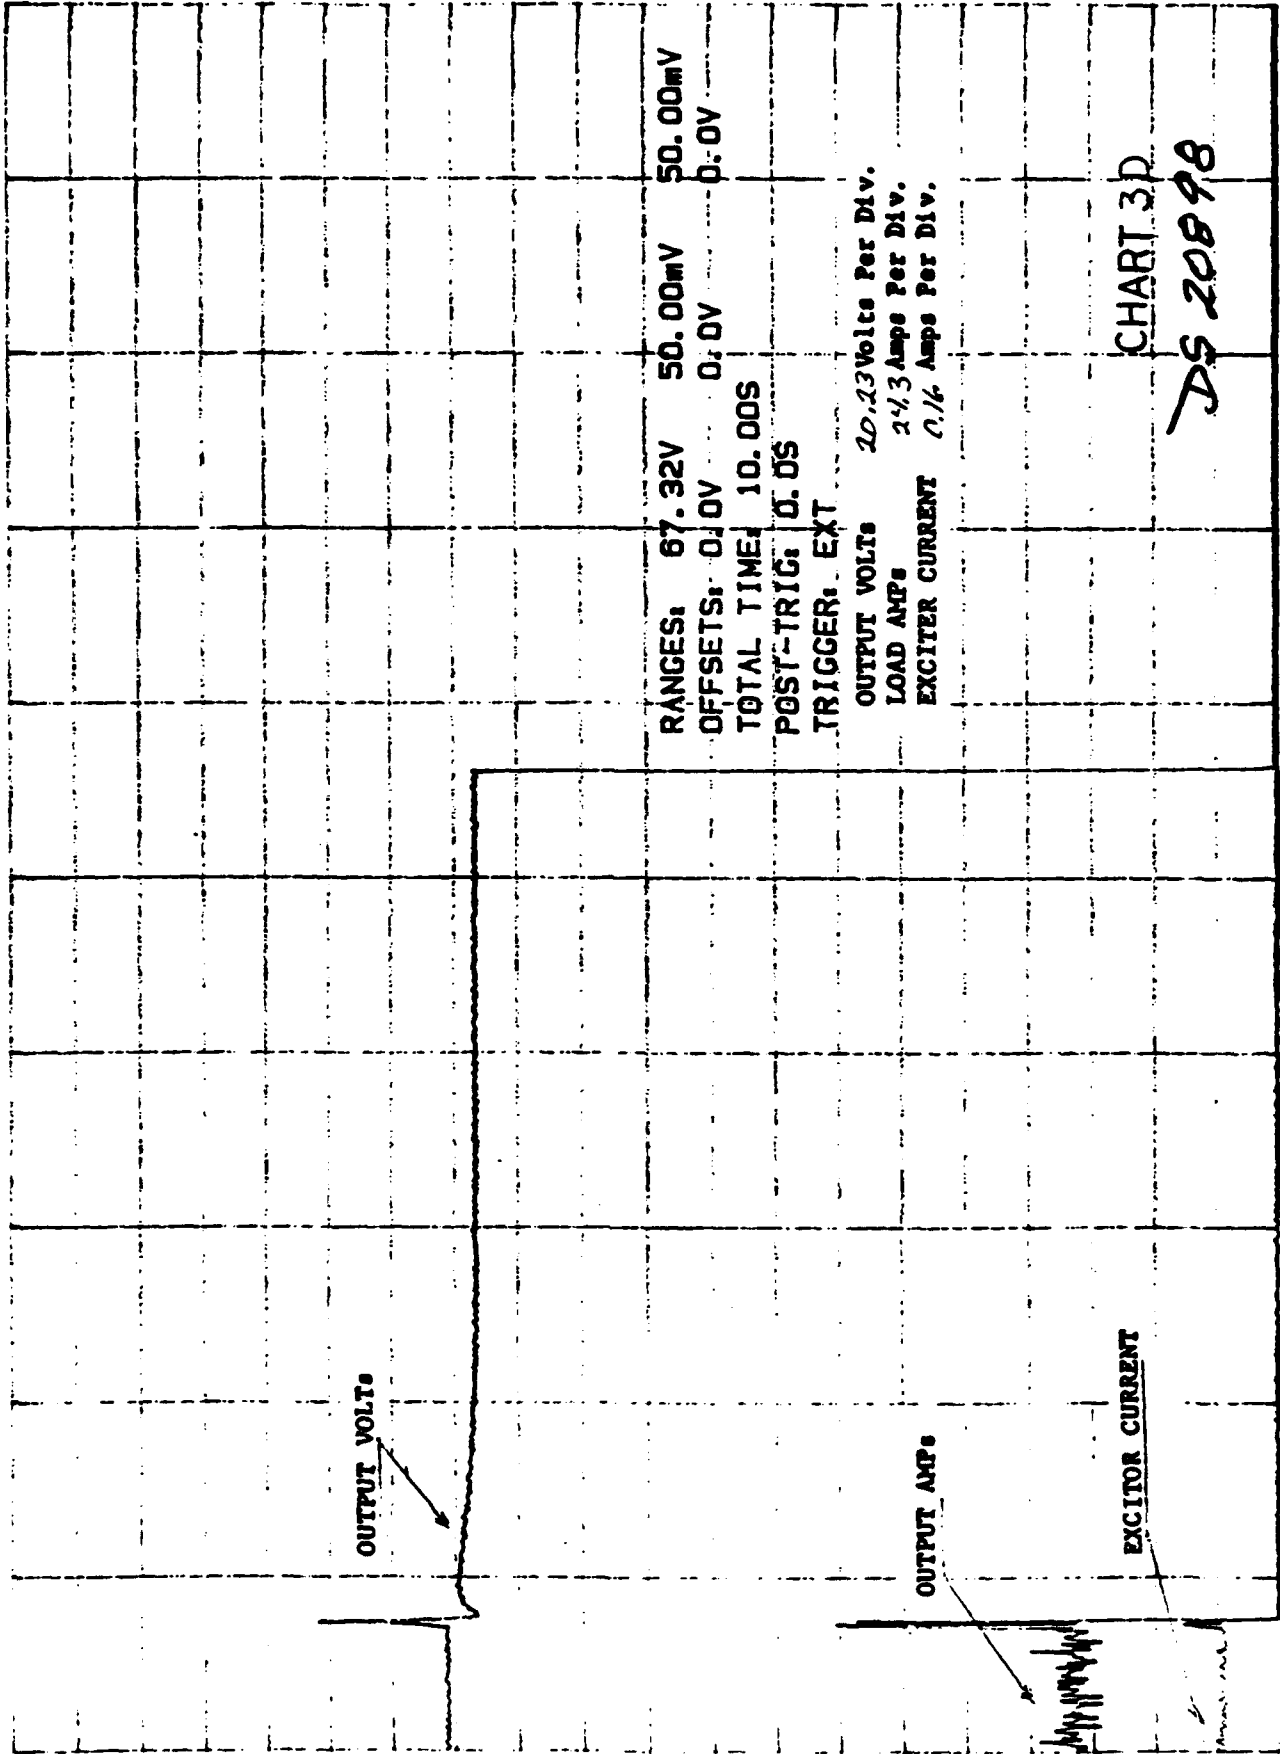 OUTPUT VOLTs
RANGES: 67.32V 50.00mV 50.00mV
OFFSETS: 0.0V 0.0V 0.0V
TOTAL TIME: 10.00S
POST-TRIG: 0.0S
TRIGGER: EXT
OUTPUT VOLTs 20.23 Volts Per Div.
LOAD AMPs 24.3 Amps Per Div.
EXCITER CURRENT 0.16 Amps Per Div.
OUTPUT AMPs
EXCITOR CURRENT
CHART 3D
DS 20898